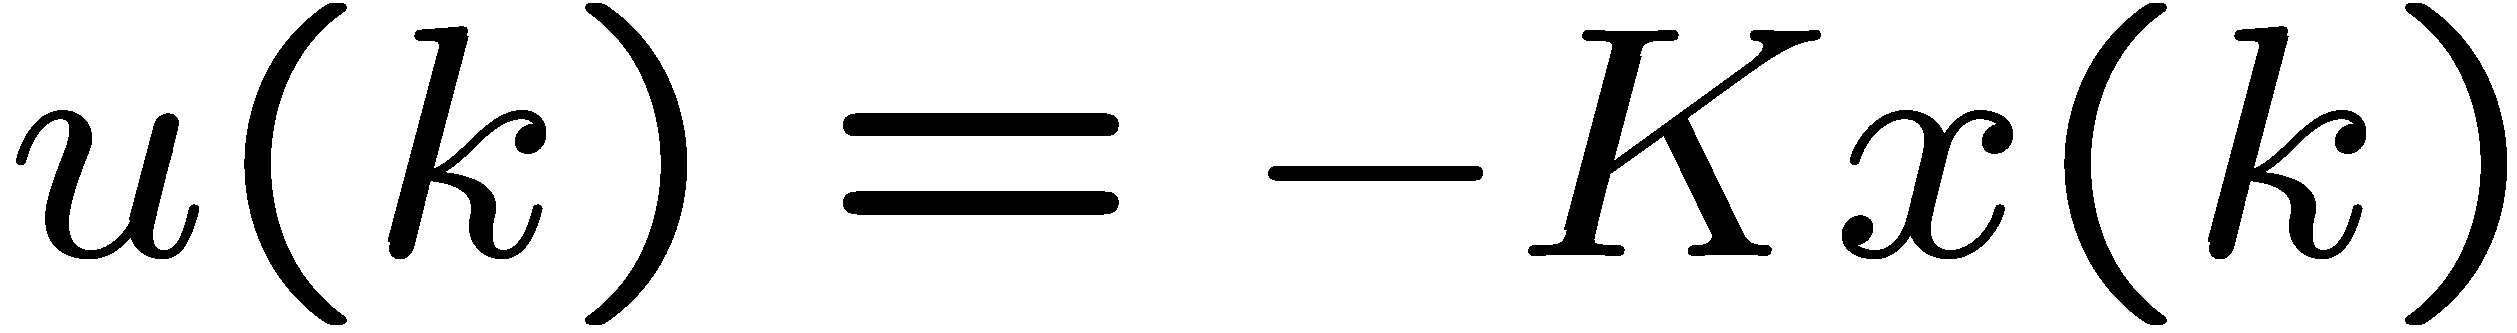 u(k) = −Kx(k)